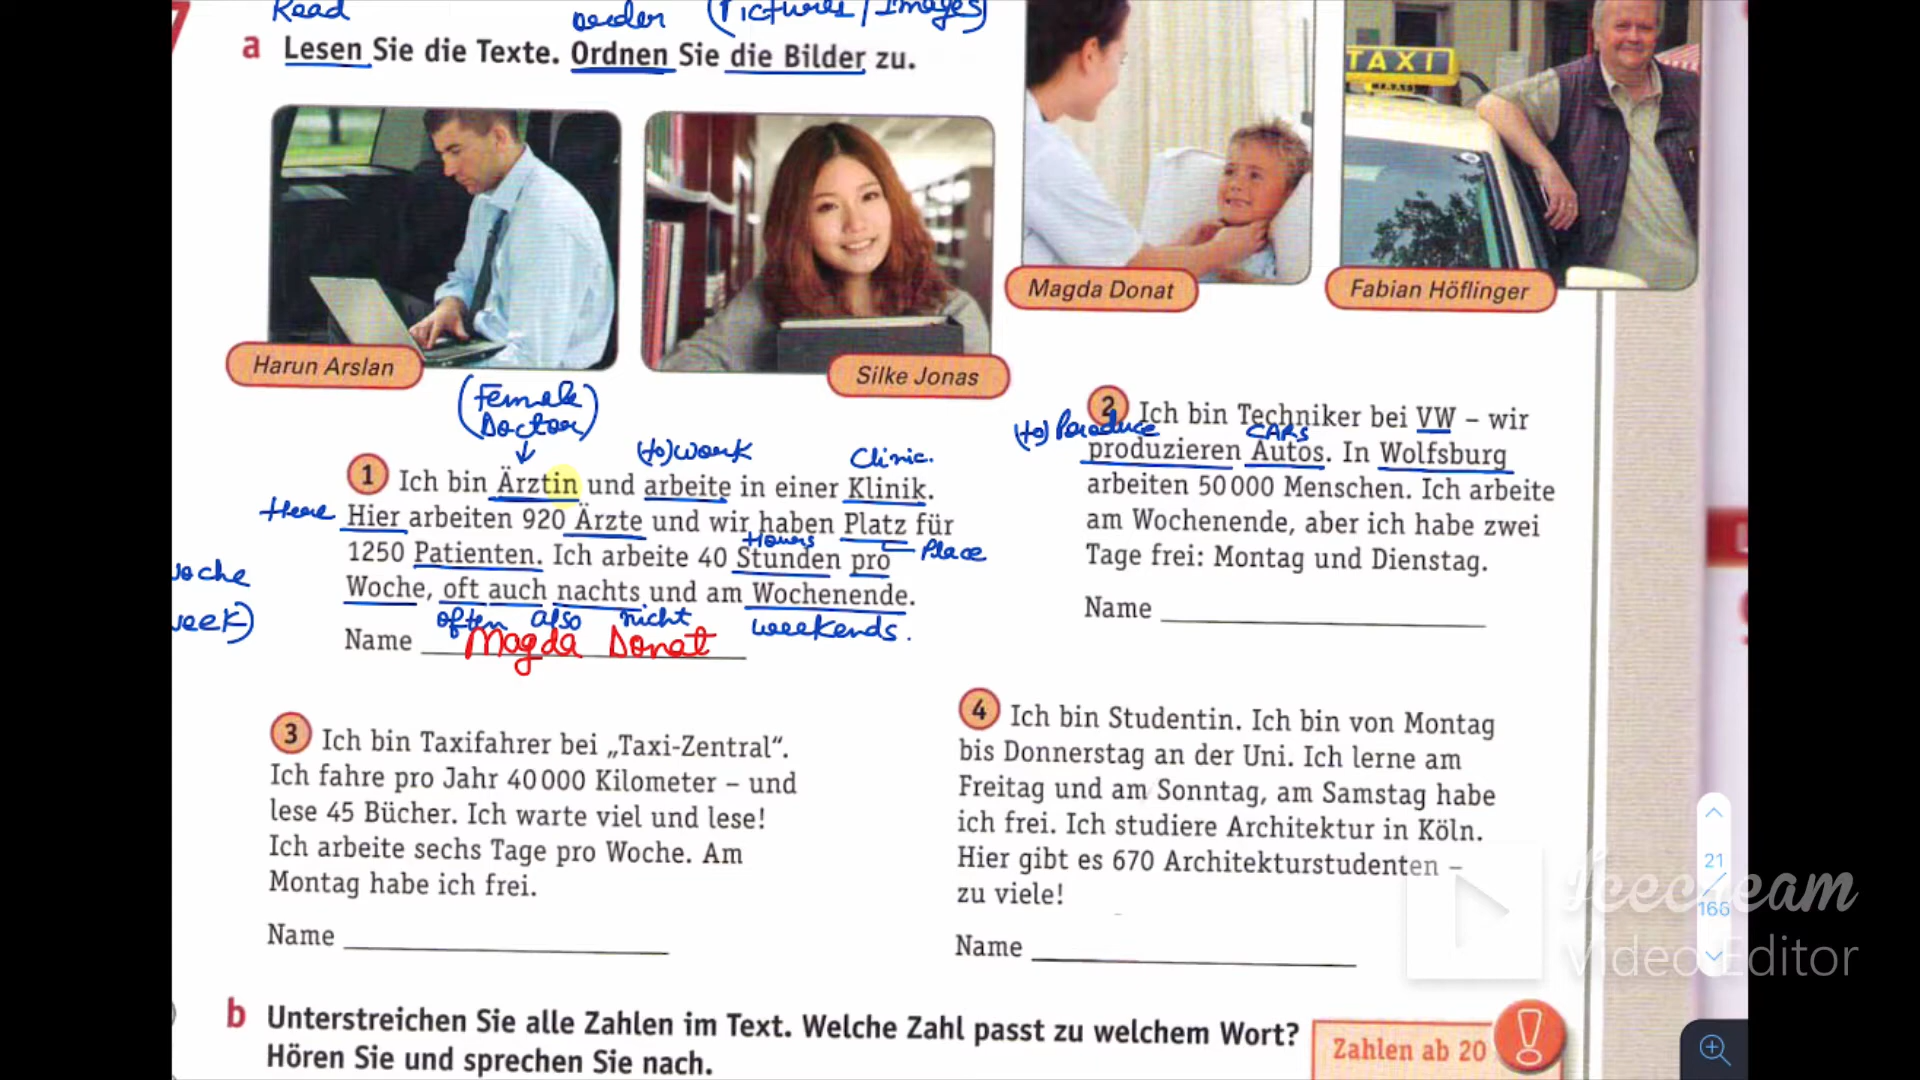 Read order (Pictures/Images)
a Lesen Sie die Texte. Ordnen Sie die Bilder zu.
TAXI
Magda Donat
Fabian Höflinger
Harun Arslan
Silke Jonas
(Female
Doctor)
(to) work
Clinic.
1 Ich bin Ärztin und arbeite in einer Klinik.
Here
Hier arbeiten 920 Ärzte und wir haben Platz für
Hours
Place
1250 Patienten. Ich arbeite 40 Stunden pro
woche
week)
Woche, oft auch nachts und am Wochenende.
often also nicht weekends.
Name Magda Donat
(to) Produce
CARS
2 Ich bin Techniker bei VW – wir
produzieren Autos. In Wolfsburg
arbeiten 50 000 Menschen. Ich arbeite
am Wochenende, aber ich habe zwei
Tage frei: Montag und Dienstag.
Name
3 Ich bin Taxifahrer bei „Taxi-Zentral“.
Ich fahre pro Jahr 40 000 Kilometer – und
lese 45 Bücher. Ich warte viel und lese!
Ich arbeite sechs Tage pro Woche. Am
Montag habe ich frei.
Name
4 Ich bin Studentin. Ich bin von Montag
bis Donnerstag an der Uni. Ich lerne am
Freitag und am Sonntag, am Samstag habe
ich frei. Ich studiere Architektur in Köln.
Hier gibt es 670 Architekturstudenten –
zu viele!
Name
21
166
Icecream
Video Editor
b Unterstreichen Sie alle Zahlen im Text. Welche Zahl passt zu welchem Wort?
Hören Sie und sprechen Sie nach.
Zahlen ab 20 !